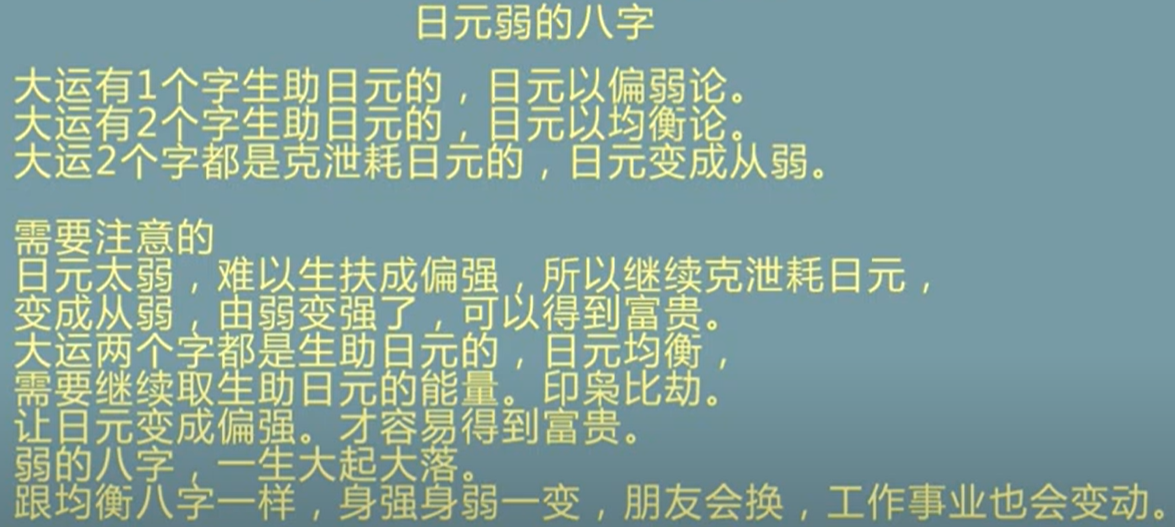 日元弱的八字
大运有1个字生助日元的，日元以偏弱论。
大运有2个字生助日元的，日元以均衡论。
大运2个字都是克泄耗日元的，日元变成从弱。
需要注意的
日元太弱，难以生扶成偏强，所以继续克泄耗日元，
变成从弱，由弱变强了，可以得到富贵。
大运两个字都是生助日元的，日元均衡，
需要继续取生助日元的能量。印枭比劫。
让日元变成偏强。才容易得到富贵。
弱的八字，一生大起大落。
跟均衡八字一样，身强身弱一变，朋友会换，工作事业也会变动。